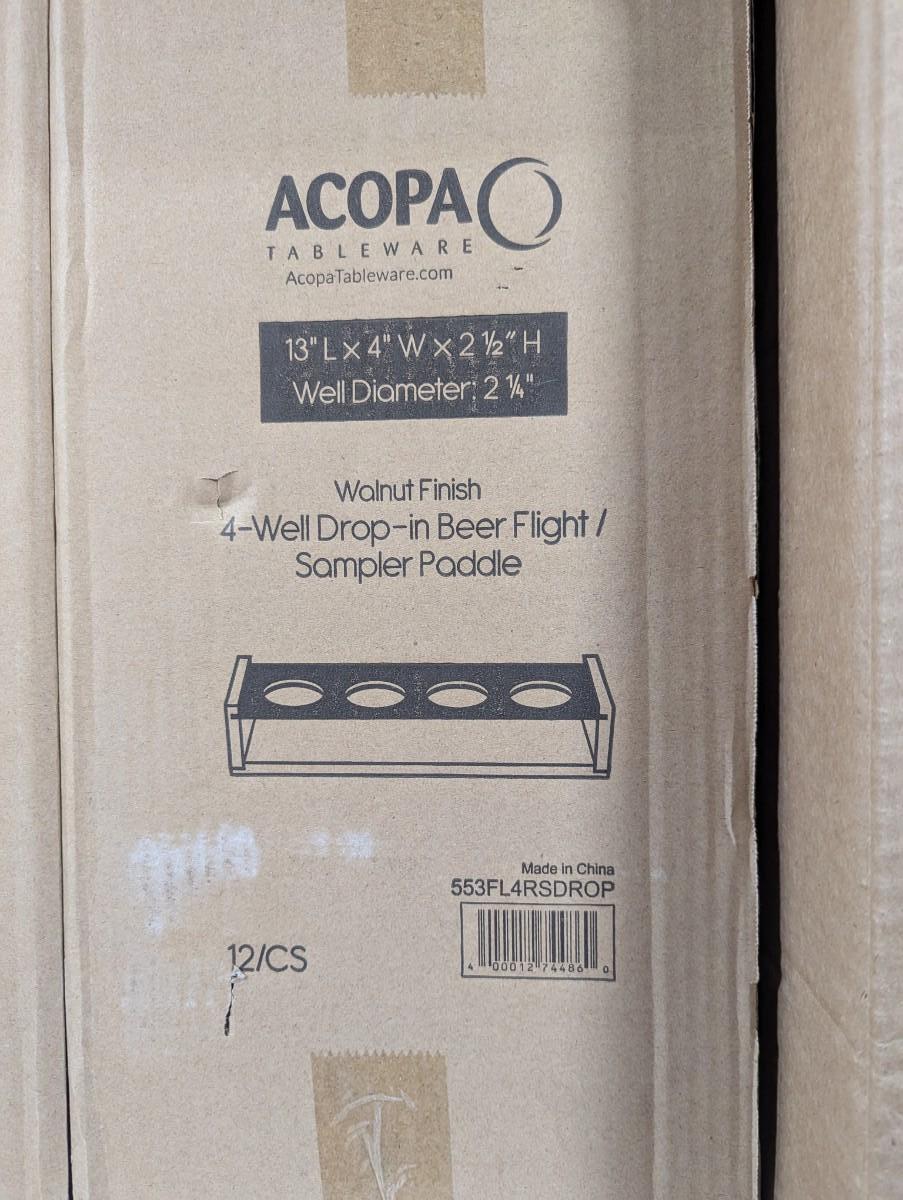 ACOPA
TABLEWARE
AcopaTableware.com
13" L x 4" W x 2 ½" H
Well Diameter: 2 ¼"
Walnut Finish
4-Well Drop-in Beer Flight /
Sampler Paddle
Made in China
553FL4RSDROP
4 00012 74486 0
12/CS